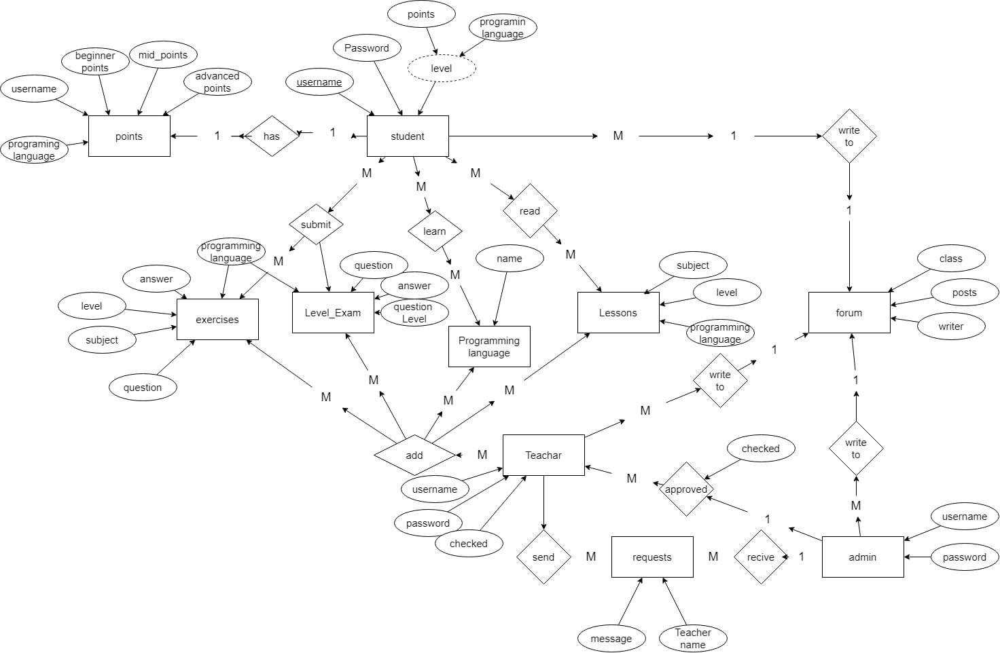 points
programin
language
Password
level
beginner
points
mid_points
advanced
points
username
username
programing
language
points
1
has
1
student
M
1
write
to
M
M
M
1
submit
learn
read
programming
language
M
M
M
name
question
answer
question
Level
answer
level
subject
question
exercises
Level_Exam
Programming
language
Lessons
subject
level
programming
language
forum
class
posts
writer
1
write
to
M
M
M
M
M
1
write
to
add
M
Teachar
username
password
checked
M
approved
checked
1
M
send
M
requests
M
recive
1
admin
username
password
message
Teacher
name